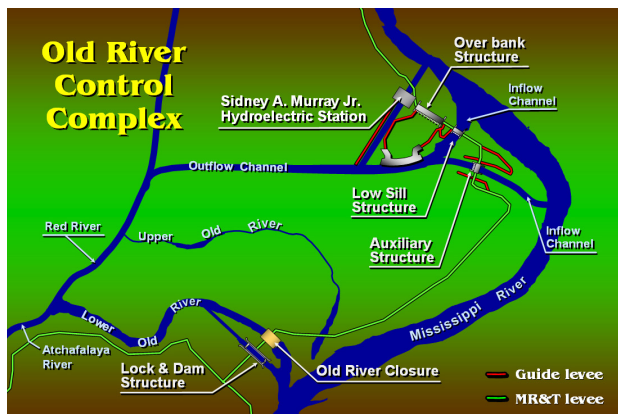 Old River
Control
Complex
Over bank
Structure
Sidney A. Murray Jr.
Hydroelectric Station
Inflow
Channel
Outflow Channel
Low Sill
Structure
Auxiliary
Structure
Inflow
Channel
Red River
Upper Old River
Lower Old River
Mississippi River
Atchafalaya
River
Lock & Dam
Structure
Old River Closure
Guide levee
MR&T levee